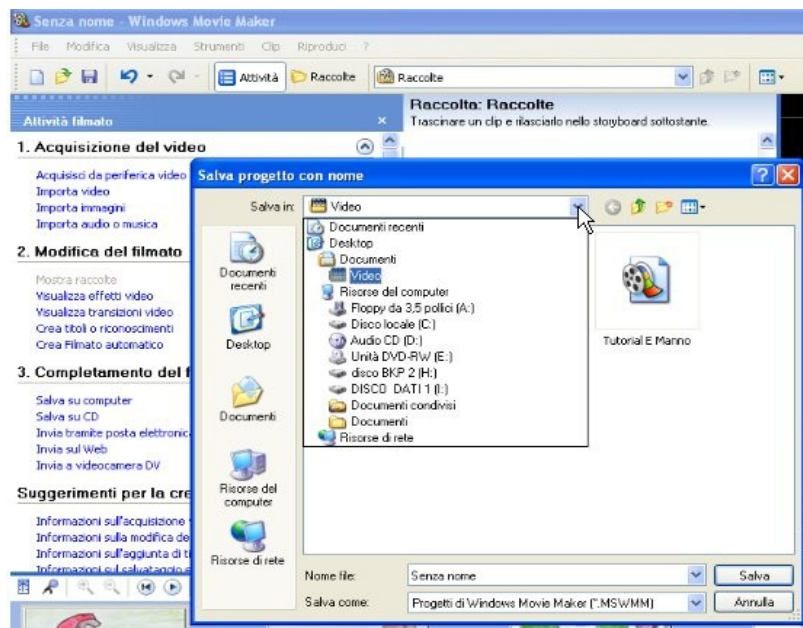 Senza nome - Windows Movie Maker
File Modifica Visualizza Strumenti Clip Riproduci ?
Attività Raccolte Raccolte
Attività filmato
Raccolta: Raccolte
Trascinare un clip e rilasciarlo nello storyboard sottostante.
1. Acquisizione del video
Acquisisci da periferica video
Importa video
Importa immagini
Importa audio o musica
2. Modifica del filmato
Mostra raccolte
Visualizza effetti video
Visualizza transizioni video
Crea titoli o riconoscimenti
Crea Filmato automatico
3. Completamento del f
Salva su computer
Salva su CD
Invia tramite posta elettronic
Invia sul Web
Invia a videocamera DV
Suggerimenti per la cre
Informazioni sull'acquisizione
Informazioni sulla modifica de
Informazioni sull'aggiunta di ti
Informazioni sul salvataggio e
Salva progetto con nome
Salva in: Video
Documenti recenti
Desktop
Documenti
Video
Risorse del computer
Floppy da 3,5 pollici (A:)
Disco locale (C:)
Audio CD (D:)
Unità DVD-RW (E:)
disco BKP 2 (H:)
DISCO DATI 1 (I:)
Documenti condivisi
Documenti
Risorse di rete
Documenti recenti
Desktop
Documenti
Risorse del computer
Risorse di rete
Tutorial E Manno
Nome file: Senza nome Salva
Salva come: Progetti di Windows Movie Maker (*.MSWMM) Annulla